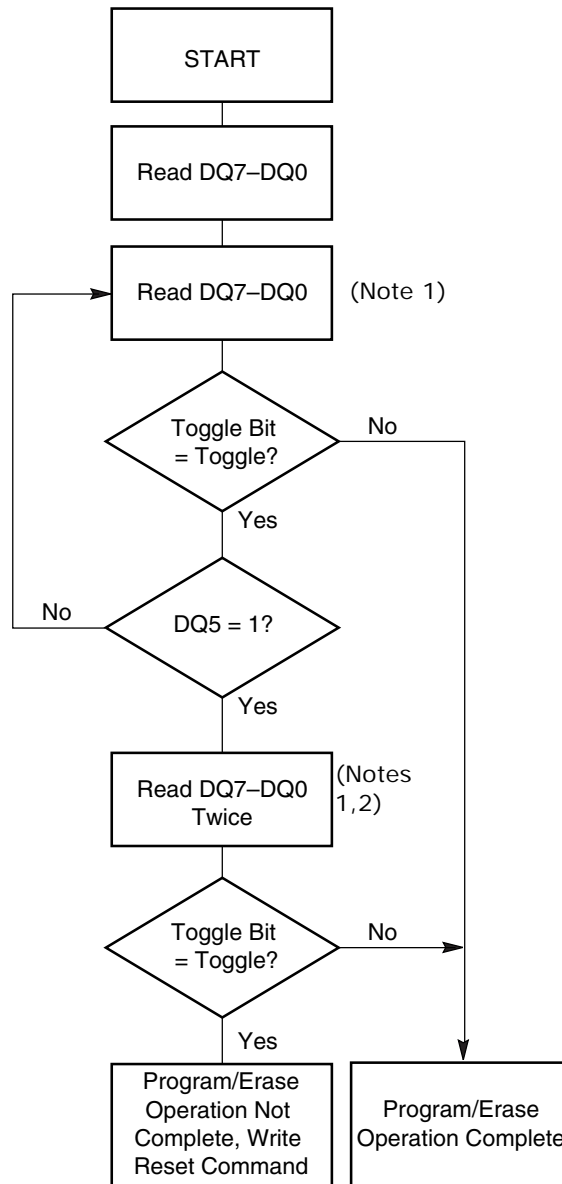 START
Read DQ7–DQ0
Read DQ7–DQ0
(Note 1)
Toggle Bit
= Toggle?
No
Yes
No
DQ5 = 1?
Yes
Read DQ7–DQ0
Twice
(Notes
1,2)
Toggle Bit
= Toggle?
No
Yes
Program/Erase
Operation Not
Complete, Write
Reset Command
Program/Erase
Operation Complete